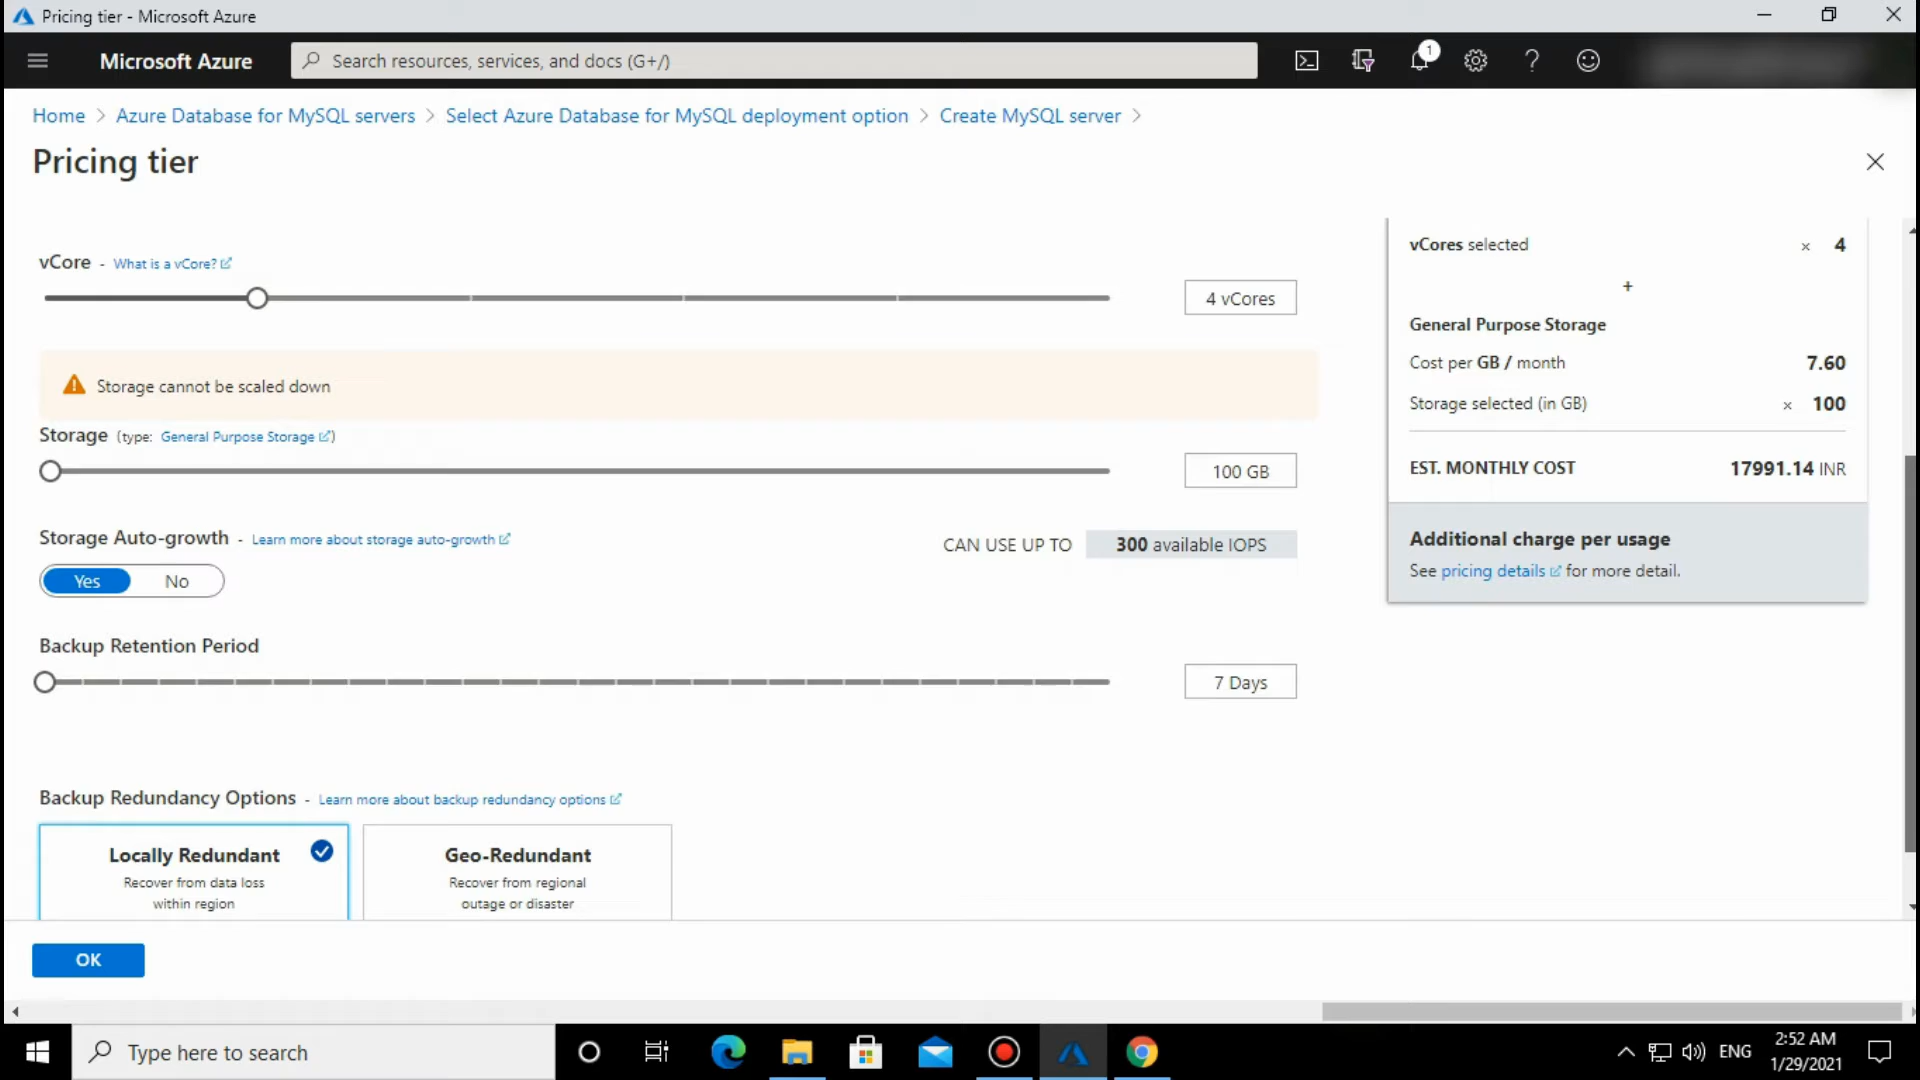 Pricing tier - Microsoft Azure
Microsoft Azure
Search resources, services, and docs (G+/)
1
Home > Azure Database for MySQL servers > Select Azure Database for MySQL deployment option > Create MySQL server >
Pricing tier
vCore - What is a vCore?
4 vCores
Storage cannot be scaled down
Storage (type: General Purpose Storage)
100 GB
Storage Auto-growth - Learn more about storage auto-growth
CAN USE UP TO 300 available IOPS
Yes No
Backup Retention Period
7 Days
Backup Redundancy Options - Learn more about backup redundancy options
Locally Redundant
Recover from data loss
within region
Geo-Redundant
Recover from regional
outage or disaster
OK
vCores selected × 4
+
General Purpose Storage
Cost per GB / month 7.60
Storage selected (in GB) × 100
EST. MONTHLY COST 17991.14 INR
Additional charge per usage
See pricing details for more detail.
Type here to search
ENG
2:52 AM
1/29/2021